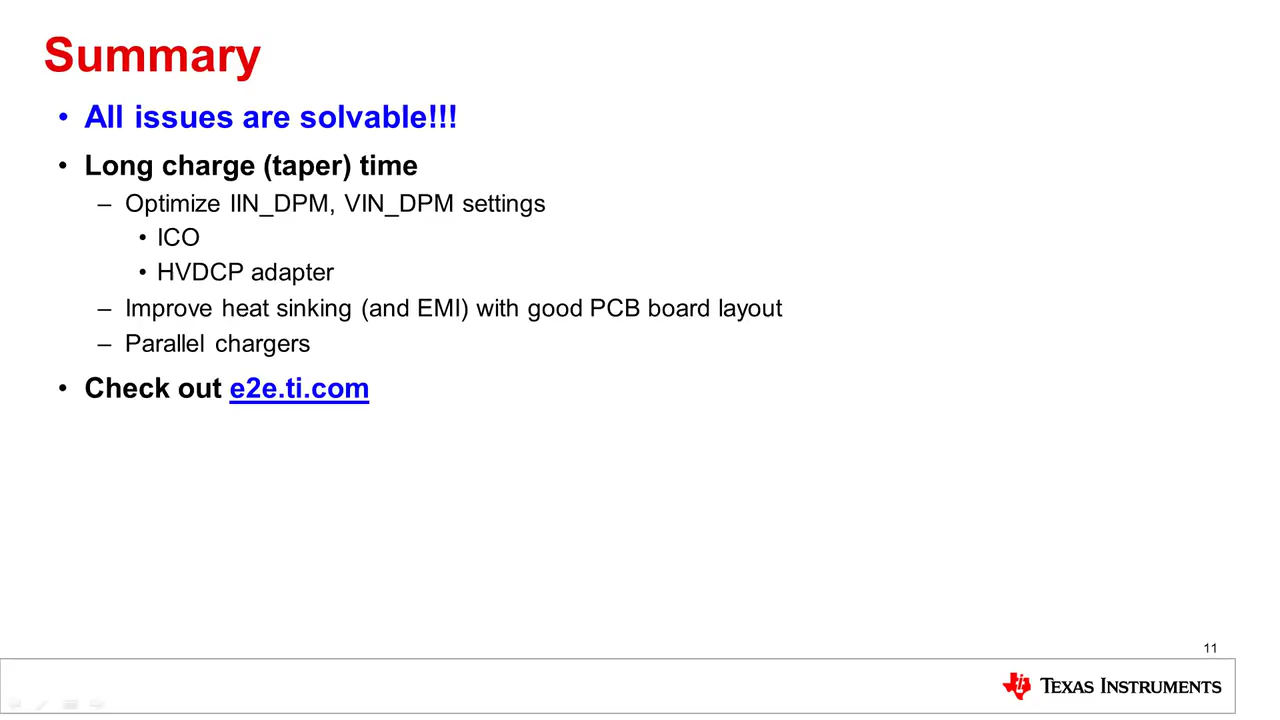 Summary
• All issues are solvable!!!
• Long charge (taper) time
– Optimize IIN_DPM, VIN_DPM settings
• ICO
• HVDCP adapter
– Improve heat sinking (and EMI) with good PCB board layout
– Parallel chargers
• Check out e2e.ti.com
11
TEXAS INSTRUMENTS